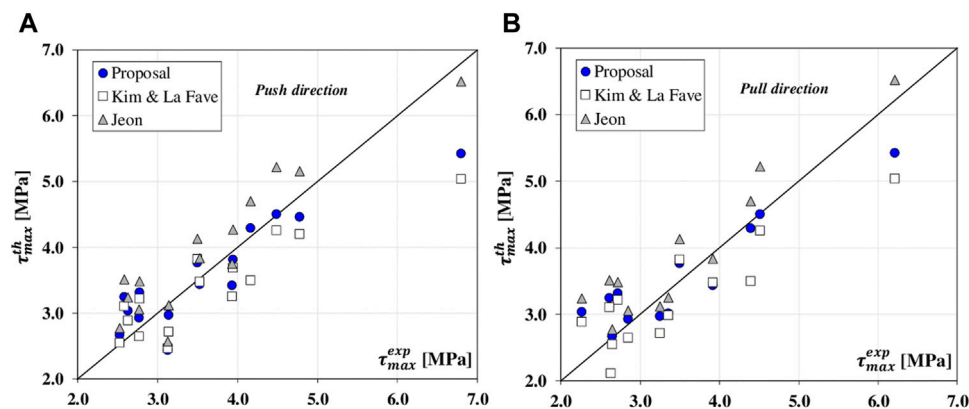 A
7.0
6.0
5.0
4.0
3.0
2.0
2.0 3.0 4.0 5.0 6.0 7.0
τ^th_max [MPa]
τ^exp_max [MPa]
Proposal
Kim & La Fave
Jeon
Push direction
B
7.0
6.0
5.0
4.0
3.0
2.0
2.0 3.0 4.0 5.0 6.0 7.0
τ^th_max [MPa]
τ^exp_max [MPa]
Proposal
Kim & La Fave
Jeon
Pull direction